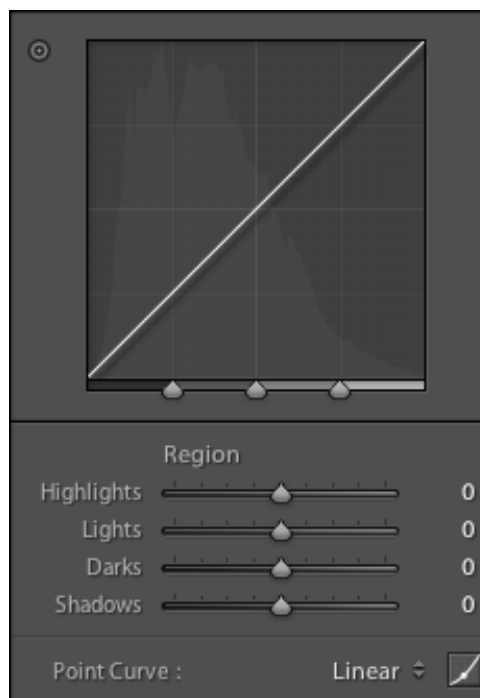 Region
Highlights 0
Lights 0
Darks 0
Shadows 0
Point Curve : Linear